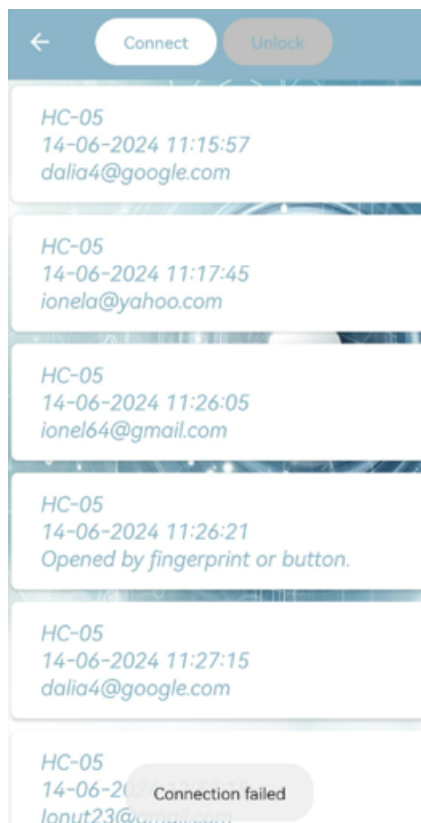 Connect
Unlock
HC-05
14-06-2024 11:15:57
dalia4@google.com
HC-05
14-06-2024 11:17:45
ionela@yahoo.com
HC-05
14-06-2024 11:26:05
ionel64@gmail.com
HC-05
14-06-2024 11:26:21
Opened by fingerprint or button.
HC-05
14-06-2024 11:27:15
dalia4@google.com
HC-05
14-06-2
Connection failed